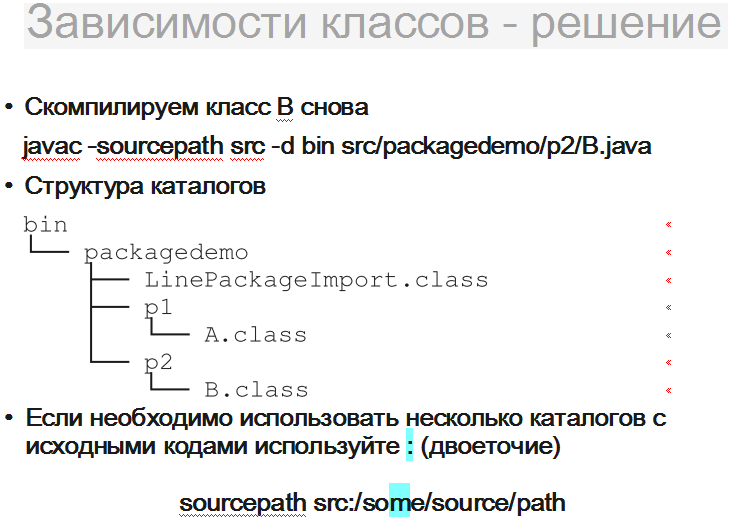 Зависимости классов - решение
• Скомпилируем класс B снова
javac –sourcepath src -d bin src/packagedemo/p2/B.java
• Структура каталогов
bin «
packagedemo «
LinePackageImport.class «
p1 «
A.class «
p2 «
B.class «
• Если необходимо использовать несколько каталогов с
исходными кодами используйте : (двоеточие)
sourcepath src:/some/source/path